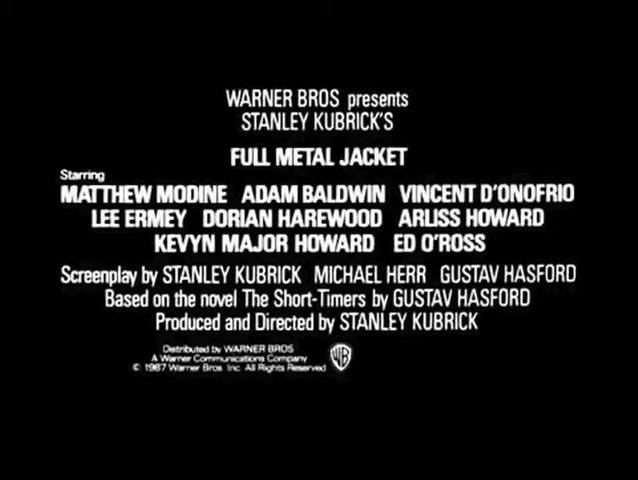 WARNER BROS presents
STANLEY KUBRICK'S
FULL METAL JACKET
Starring
MATTHEW MODINE ADAM BALDWIN VINCENT D'ONOFRIO
LEE ERMEY DORIAN HAREWOOD ARLISS HOWARD
KEVYN MAJOR HOWARD ED O'ROSS
Screenplay by STANLEY KUBRICK MICHAEL HERR GUSTAV HASFORD
Based on the novel The Short-Timers by GUSTAV HASFORD
Produced and Directed by STANLEY KUBRICK
Distributed by WARNER BROS
A Warner Communications Company
© 1987 Warner Bros Inc All Rights Reserved
WB